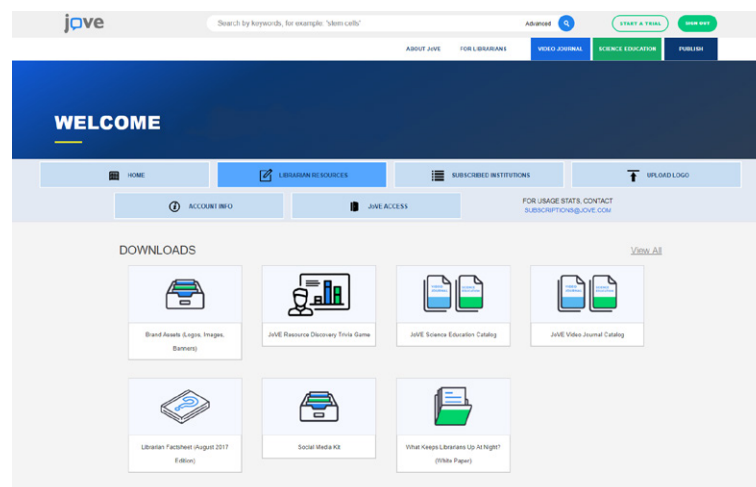 jove
Search by keywords, for example: 'stem cells'
Advanced
START A TRIAL
SIGN OUT
ABOUT JoVE
FOR LIBRARIANS
VIDEO JOURNAL
SCIENCE EDUCATION
PUBLISH
WELCOME
HOME
LIBRARIAN RESOURCES
SUBSCRIBED INSTITUTIONS
UPLOAD LOGO
ACCOUNT INFO
JoVE ACCESS
FOR USAGE STATS, CONTACT
SUBSCRIPTIONS@JOVE.COM
DOWNLOADS
View All
Brand Assets (Logos, Images,
Banners)
JoVE Resource Discovery Trivia Game
JoVE Science Education Catalog
JoVE Video Journal Catalog
Librarian Factsheet (August 2017
Edition)
Social Media Kit
What Keeps Librarians Up At Night?
(White Paper)